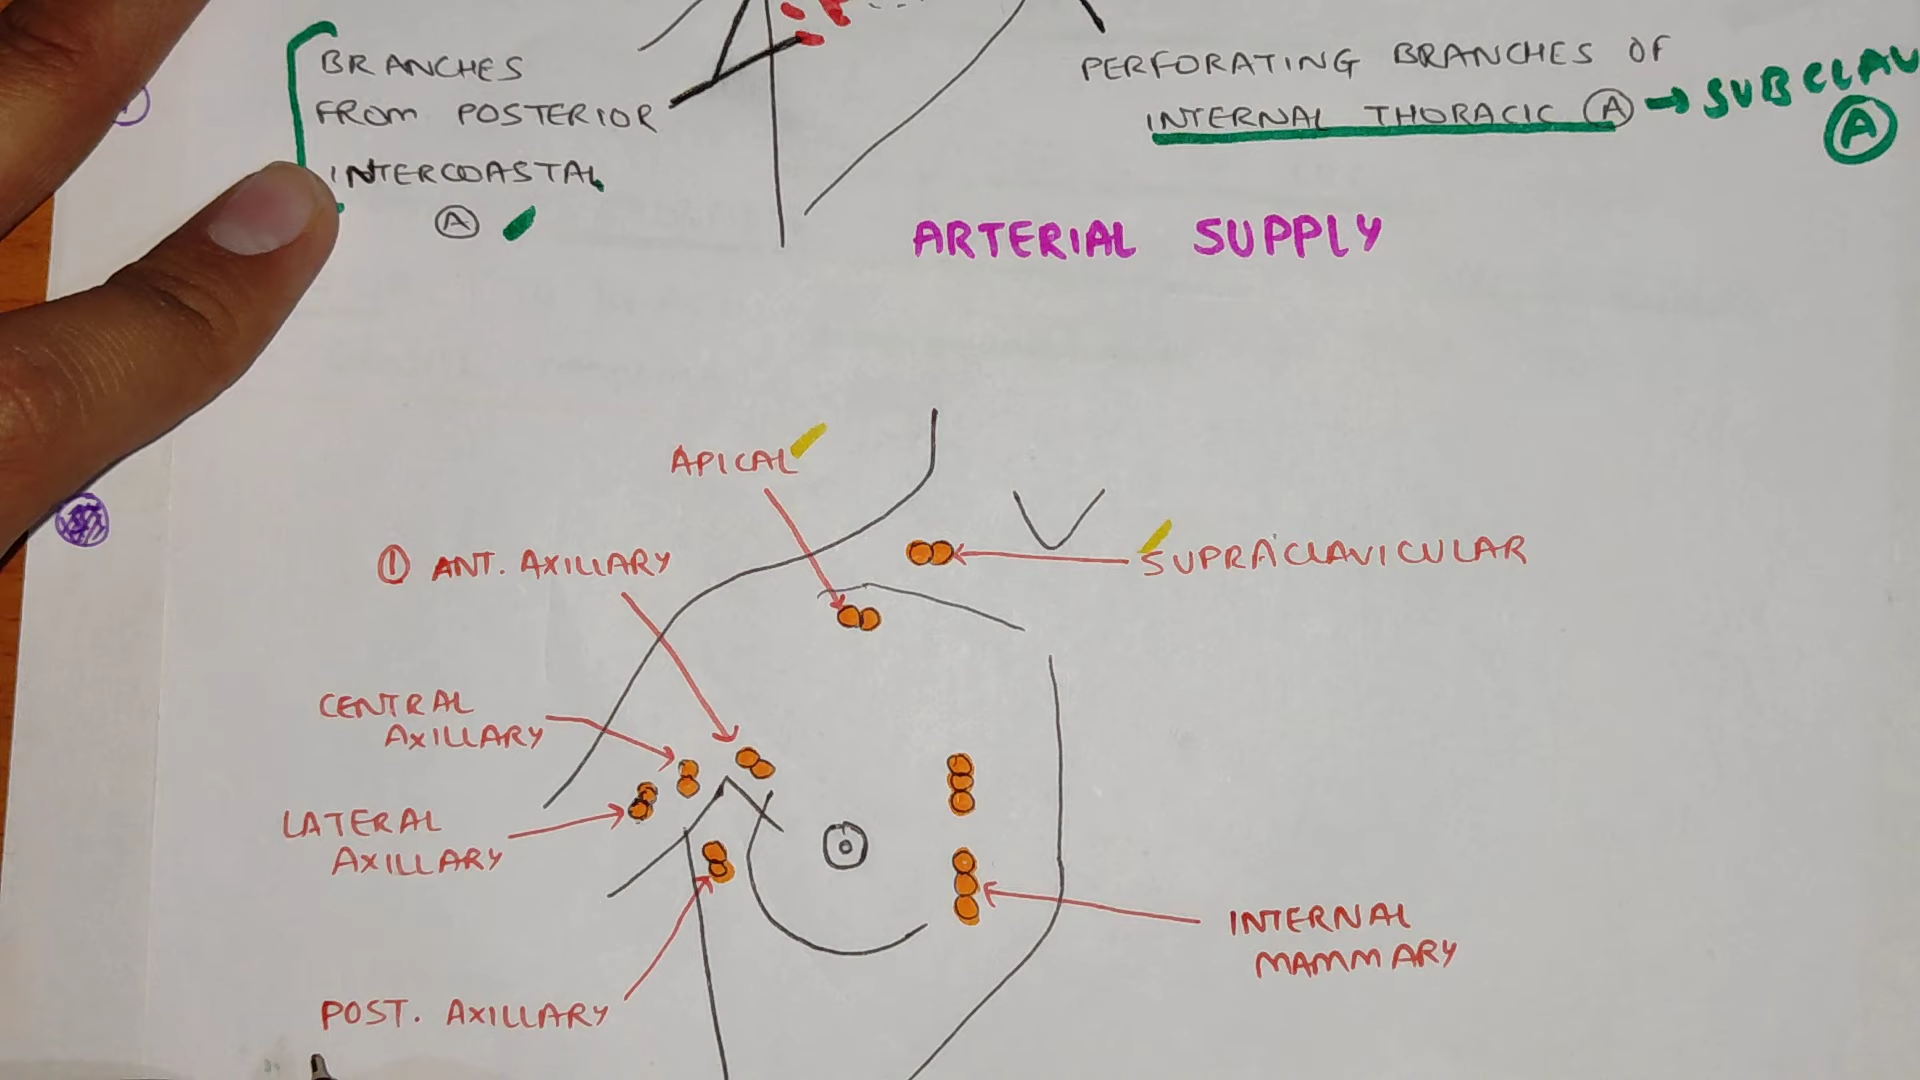 BRANCHES
FROM POSTERIOR
INTERCOASTAL
A
PERFORATING BRANCHES OF
INTERNAL THORACIC A → SUBCLAV
A
ARTERIAL SUPPLY
APICAL
SUPRACLAVICULAR
1 ANT. AXILLARY
CENTRAL
AXILLARY
LATERAL
AXILLARY
POST. AXILLARY
INTERNAL
MAMMARY